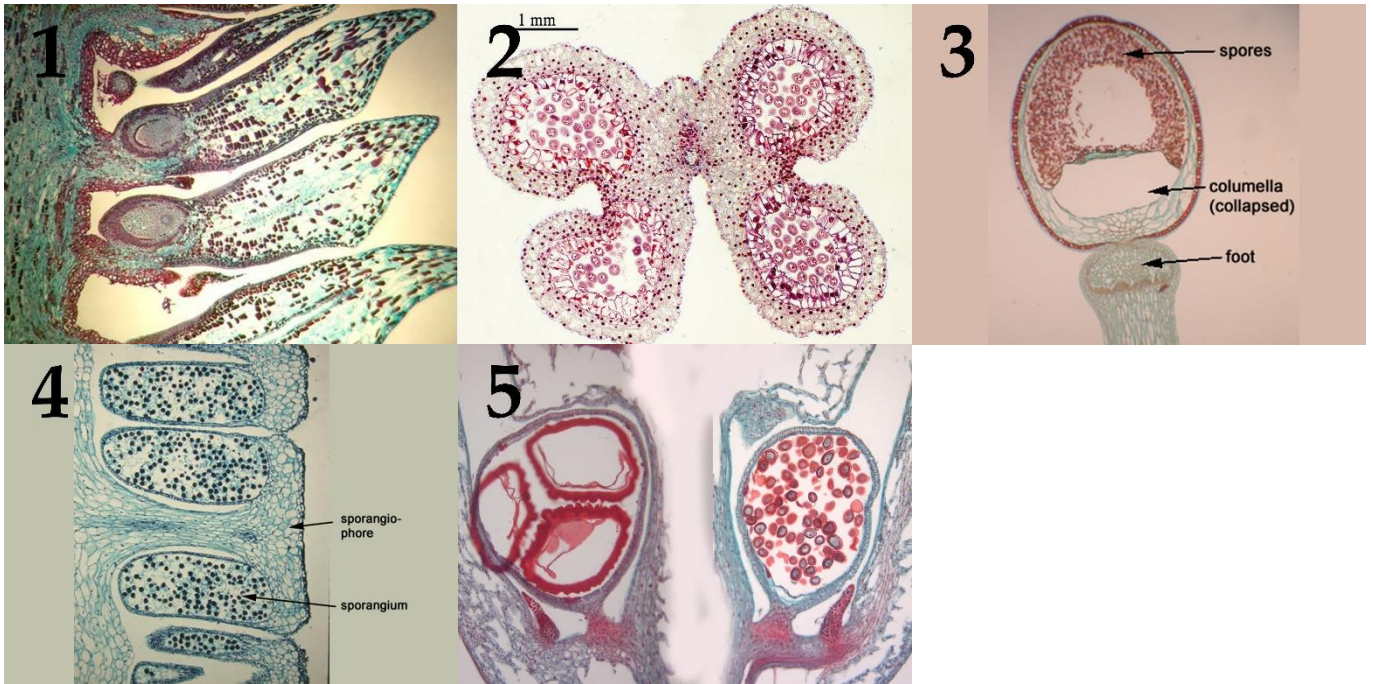 1
2
1 mm
3
spores
columella
(collapsed)
foot
4
sporangio-
phore
sporangium
5